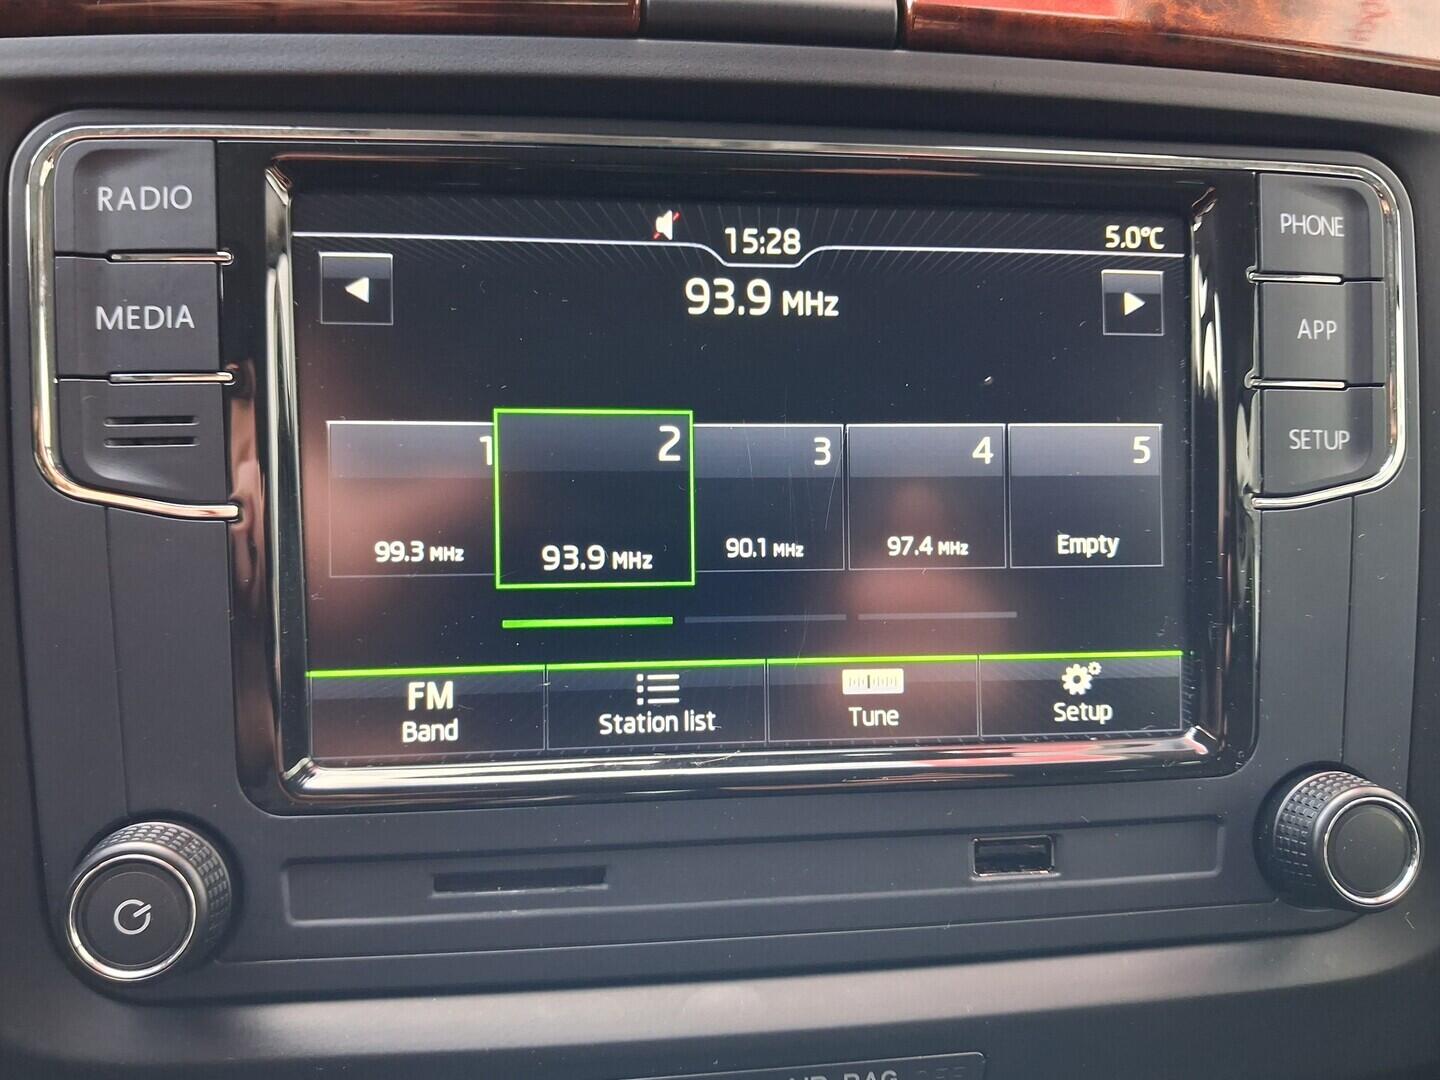 RADIO
MEDIA
PHONE
APP
SETUP
15:28
5.0°C
93.9 MHz
1
2
3
4
5
99.3 MHz
93.9 MHz
90.1 MHz
97.4 MHz
Empty
FM
Band
Station list
Tune
Setup
BAG